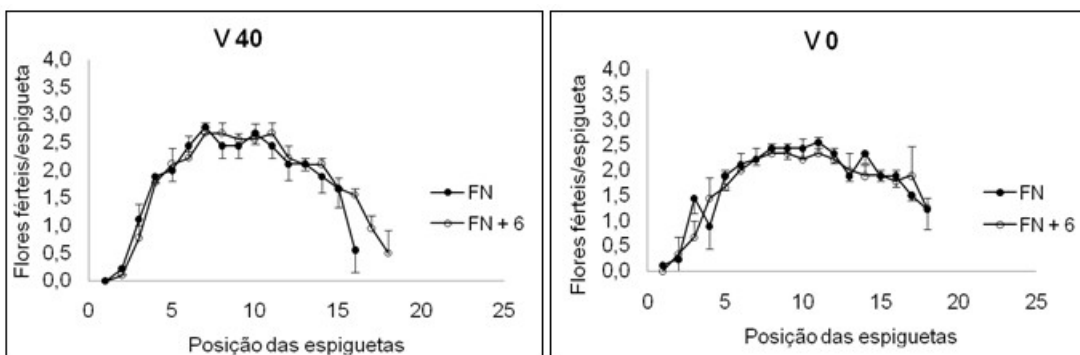 V 40
4,0
3,5
3,0
2,5
2,0
1,5
1,0
0,5
0,0
Flores férteis/espigueta
0 5 10 15 20 25
Posição das espiguetas
FN
FN + 6
V 0
4,0
3,5
3,0
2,5
2,0
1,5
1,0
0,5
0,0
Flores férteis/espigueta
0 5 10 15 20 25
Posição das espiguetas
FN
FN + 6